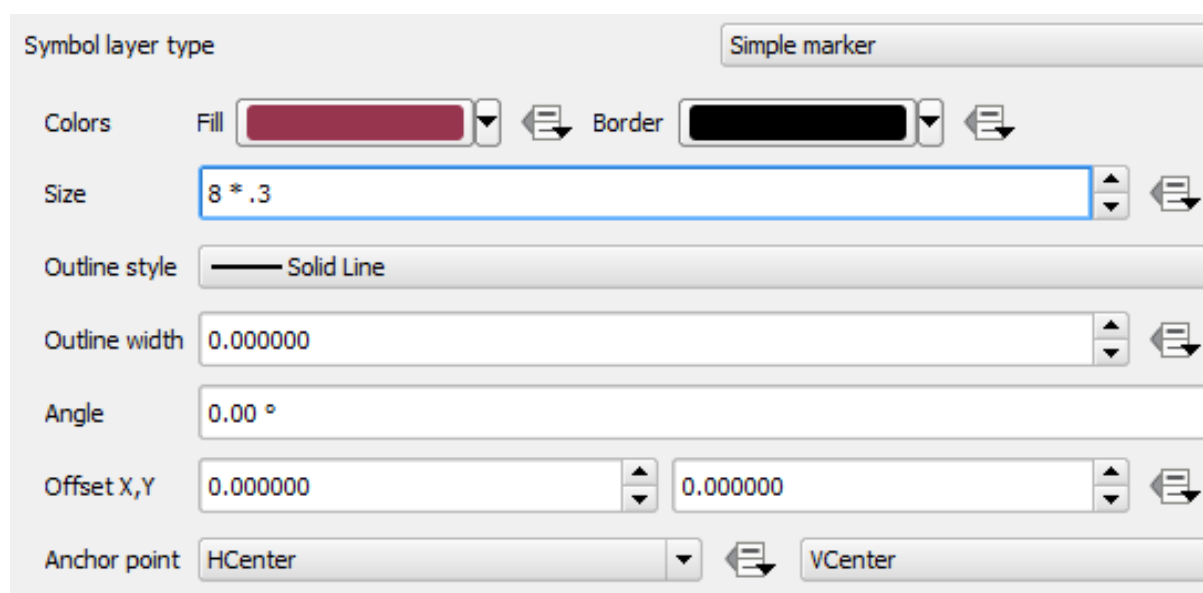 Symbol layer type Simple marker
Colors Fill Border
Size 8 * .3
Outline style Solid Line
Outline width 0.000000
Angle 0.00 °
Offset X,Y 0.000000 0.000000
Anchor point HCenter VCenter